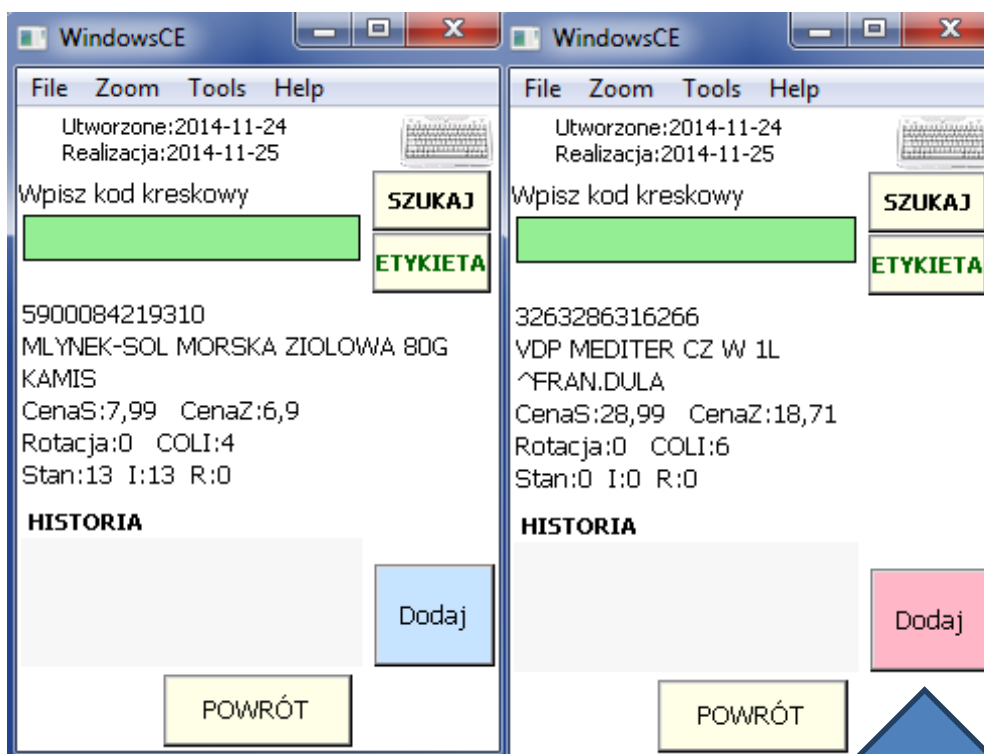 WindowsCE
File Zoom Tools Help
Utworzone:2014-11-24
Realizacja:2014-11-25
Wpisz kod kreskowy
SZUKAJ
ETYKIETA
5900084219310
MLYNEK-SOL MORSKA ZIOLOWA 80G
KAMIS
CenaS:7,99 CenaZ:6,9
Rotacja:0 COLI:4
Stan:13 I:13 R:0
HISTORIA
Dodaj
POWRÓT
WindowsCE
File Zoom Tools Help
Utworzone:2014-11-24
Realizacja:2014-11-25
Wpisz kod kreskowy
SZUKAJ
ETYKIETA
3263286316266
VDP MEDITER CZ W 1L
^FRAN.DULA
CenaS:28,99 CenaZ:18,71
Rotacja:0 COLI:6
Stan:0 I:0 R:0
HISTORIA
Dodaj
POWRÓT